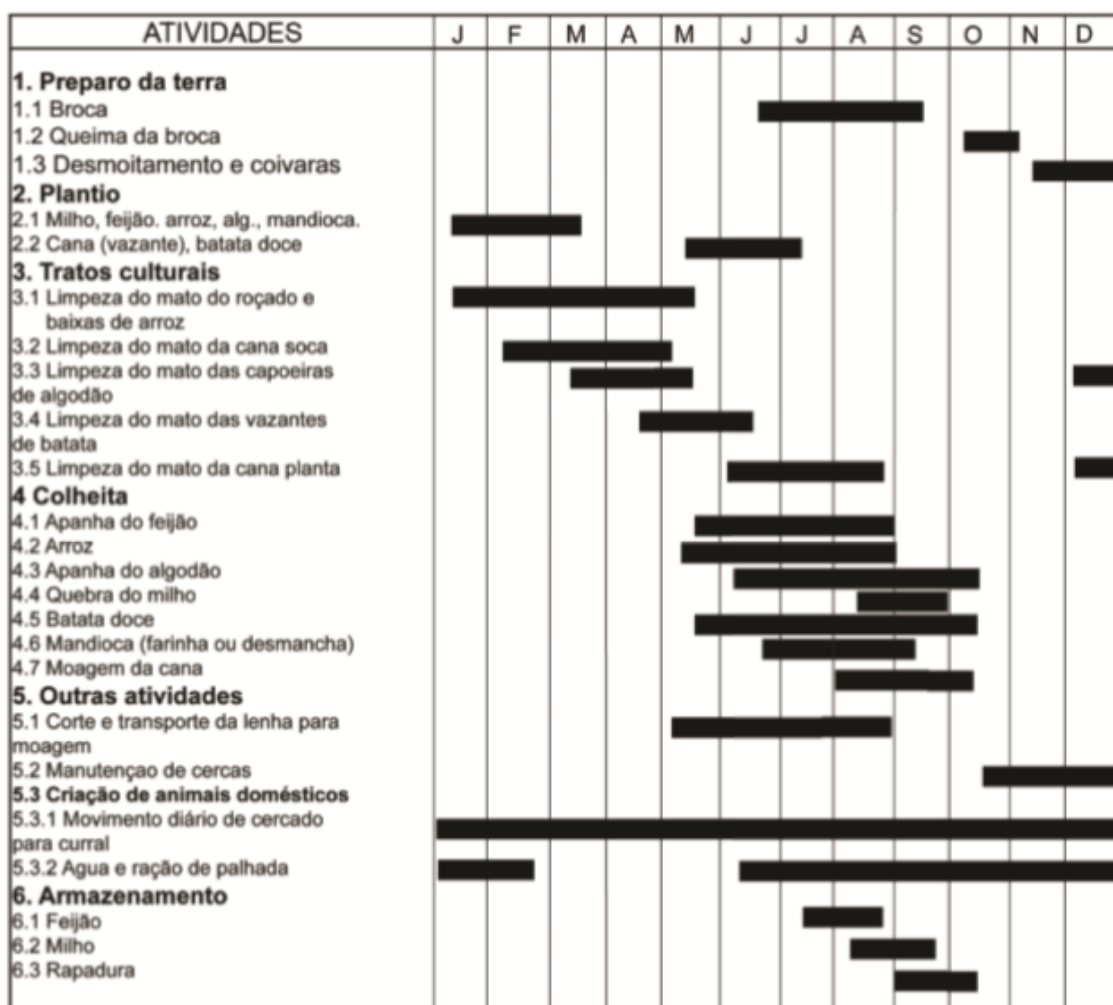 ATIVIDADES J F M A M J J A S O N D
1. Preparo da terra
1.1 Broca
1.2 Queima da broca
1.3 Desmoitamento e coivaras
2. Plantio
2.1 Milho, feijão. arroz, alg., mandioca.
2.2 Cana (vazante), batata doce
3. Tratos culturais
3.1 Limpeza do mato do roçado e
baixas de arroz
3.2 Limpeza do mato da cana soca
3.3 Limpeza do mato das capoeiras
de algodão
3.4 Limpeza do mato das vazantes
de batata
3.5 Limpeza do mato da cana planta
4 Colheita
4.1 Apanha do feijão
4.2 Arroz
4.3 Apanha do algodão
4.4 Quebra do milho
4.5 Batata doce
4.6 Mandioca (farinha ou desmancha)
4.7 Moagem da cana
5. Outras atividades
5.1 Corte e transporte da lenha para
moagem
5.2 Manutençao de cercas
5.3 Criação de animais domésticos
5.3.1 Movimento diário de cercado
para curral
5.3.2 Agua e ração de palhada
6. Armazenamento
6.1 Feijão
6.2 Milho
6.3 Rapadura